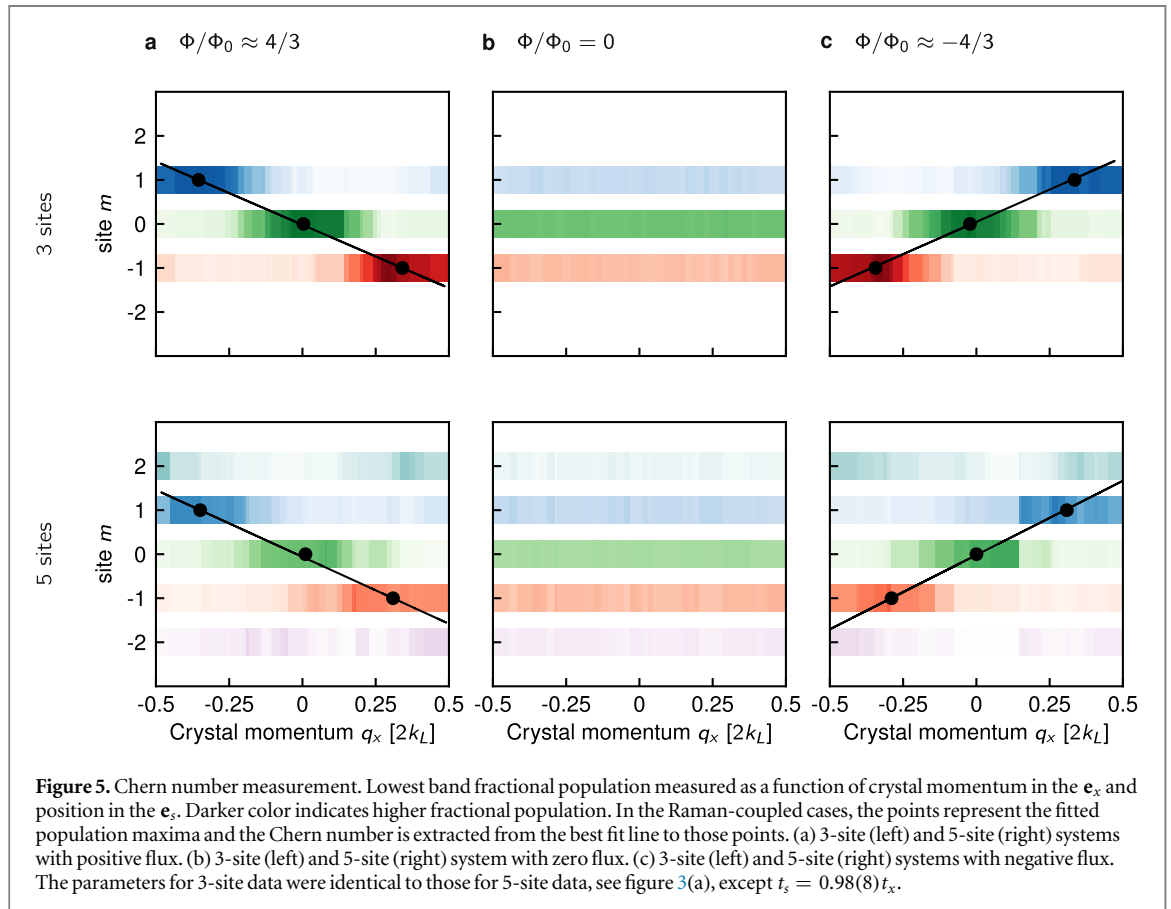 a Φ/Φ₀ ≈ 4/3
b Φ/Φ₀ = 0
c Φ/Φ₀ ≈ −4/3
3 sites
site m
2
1
0
-1
-2
5 sites
site m
2
1
0
-1
-2
-0.5 -0.25 0 0.25 0.5
-0.5 -0.25 0 0.25 0.5
-0.5 -0.25 0 0.25 0.5
Crystal momentum qₓ [2k_L]
Crystal momentum qₓ [2k_L]
Crystal momentum qₓ [2k_L]
Figure 5. Chern number measurement. Lowest band fractional population measured as a function of crystal momentum in the eₓ and
position in the eₛ. Darker color indicates higher fractional population. In the Raman-coupled cases, the points represent the fitted
population maxima and the Chern number is extracted from the best fit line to those points. (a) 3-site (left) and 5-site (right) systems
with positive flux. (b) 3-site (left) and 5-site (right) system with zero flux. (c) 3-site (left) and 5-site (right) systems with negative flux.
The parameters for 3-site data were identical to those for 5-site data, see figure 3(a), except tₛ = 0.98(8)tₓ.